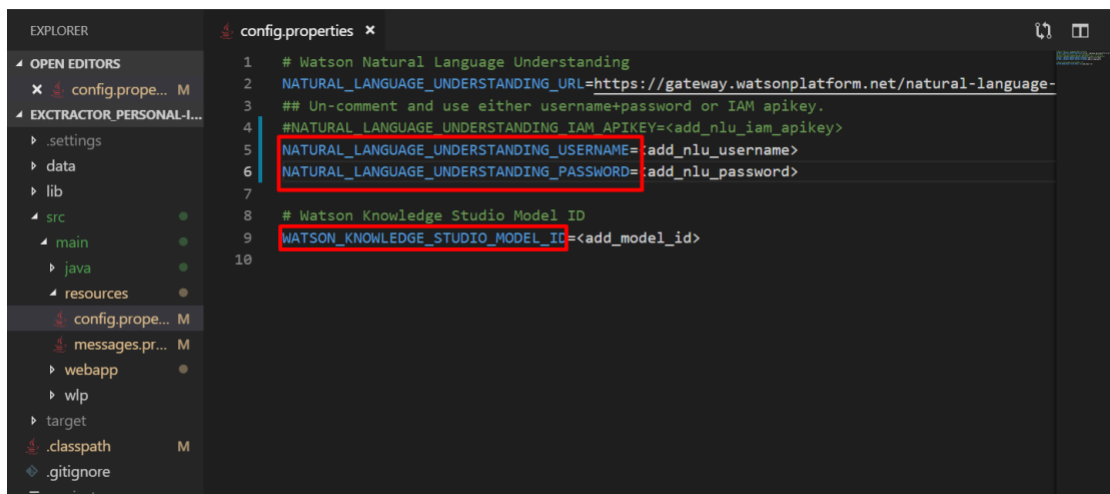 EXPLORER
config.properties ×
OPEN EDITORS
× config.prope... M
EXCTRACTOR_PERSONAL-I...
.settings
data
lib
src
main
java
resources
config.prope... M
messages.pr... M
webapp
wlp
target
.classpath M
.gitignore
1 # Watson Natural Language Understanding
2 NATURAL_LANGUAGE_UNDERSTANDING_URL=https://gateway.watsonplatform.net/natural-language-
3 ## Un-comment and use either username+password or IAM apikey.
4 #NATURAL_LANGUAGE_UNDERSTANDING_IAM_APIKEY=<add_nlu_iam_apikey>
5 NATURAL_LANGUAGE_UNDERSTANDING_USERNAME=<add_nlu_username>
6 NATURAL_LANGUAGE_UNDERSTANDING_PASSWORD=<add_nlu_password>
7
8 # Watson Knowledge Studio Model ID
9 WATSON_KNOWLEDGE_STUDIO_MODEL_ID=<add_model_id>
10